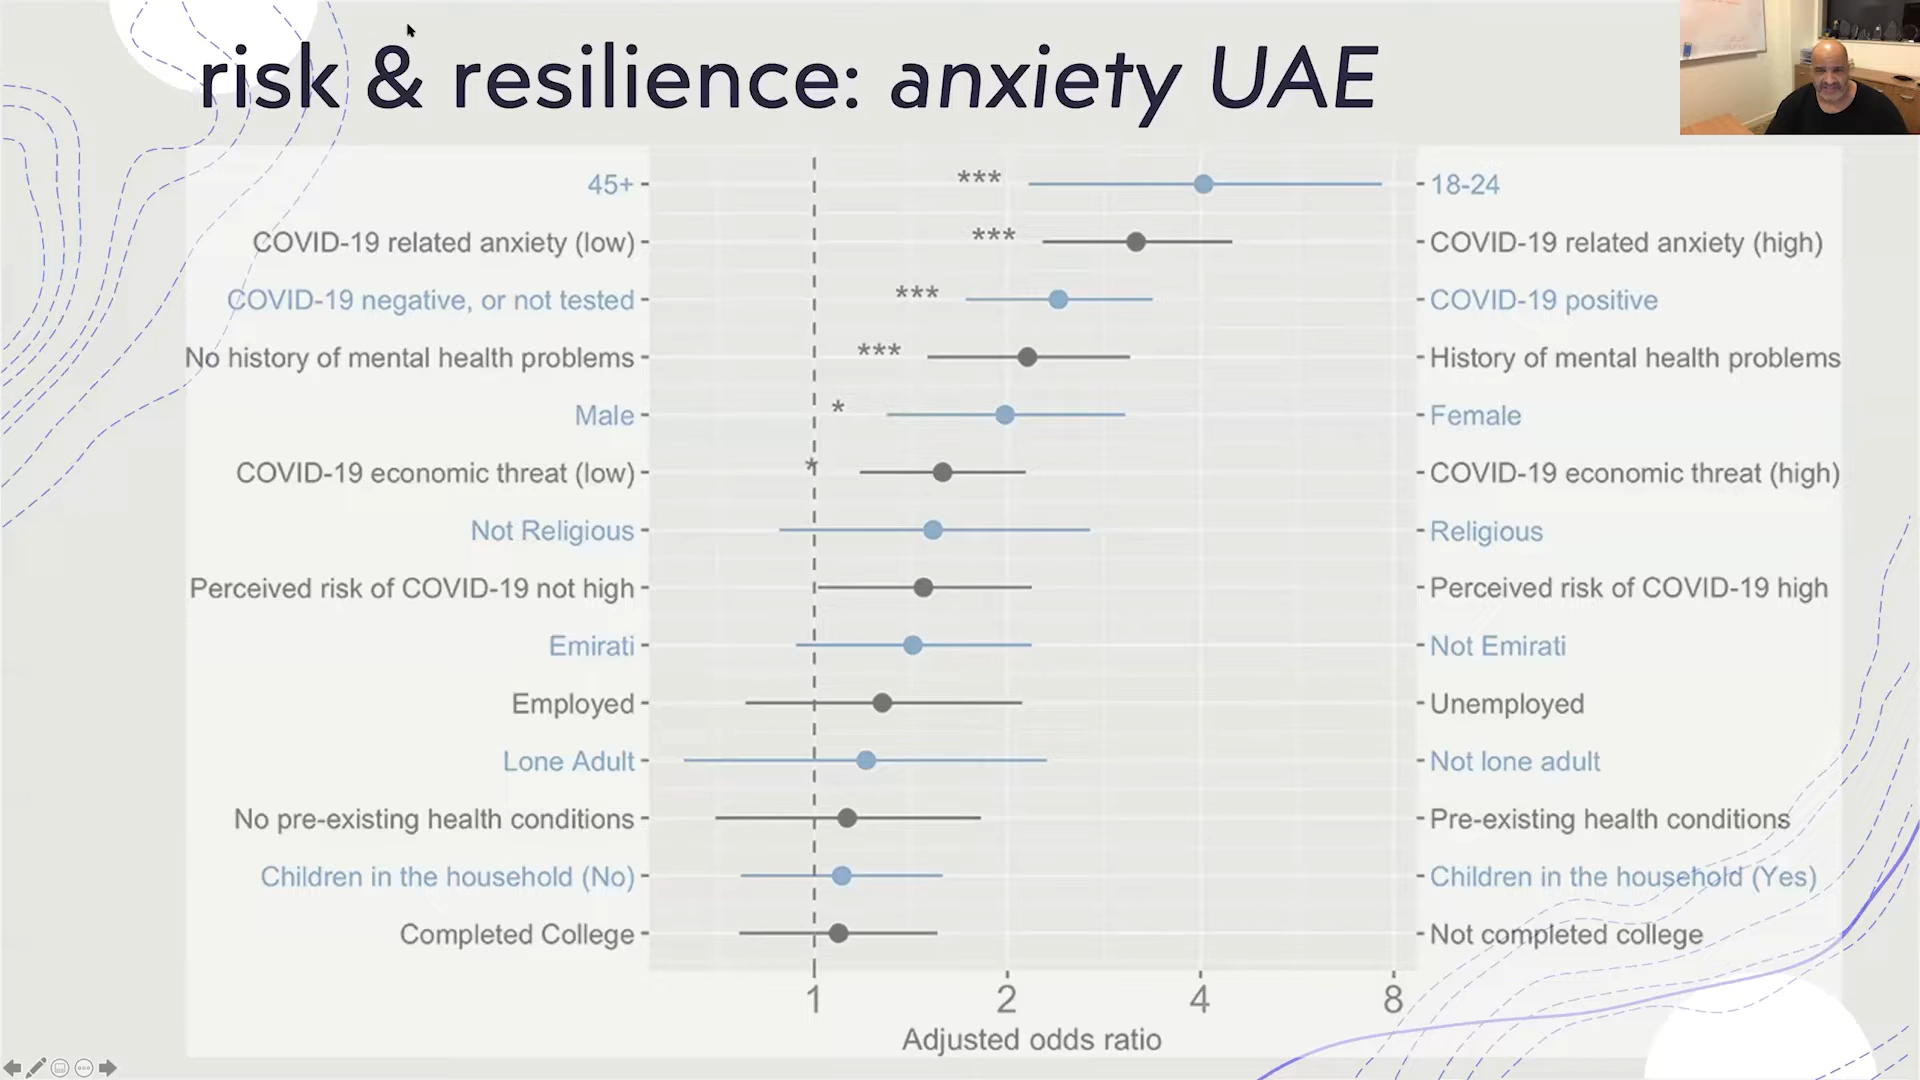 risk & resilience: anxiety UAE
45+ *** 18-24
COVID-19 related anxiety (low) *** COVID-19 related anxiety (high)
COVID-19 negative, or not tested *** COVID-19 positive
No history of mental health problems *** History of mental health problems
Male * Female
COVID-19 economic threat (low) * COVID-19 economic threat (high)
Not Religious Religious
Perceived risk of COVID-19 not high Perceived risk of COVID-19 high
Emirati Not Emirati
Employed Unemployed
Lone Adult Not lone adult
No pre-existing health conditions Pre-existing health conditions
Children in the household (No) Children in the household (Yes)
Completed College Not completed college
1 2 4 8
Adjusted odds ratio